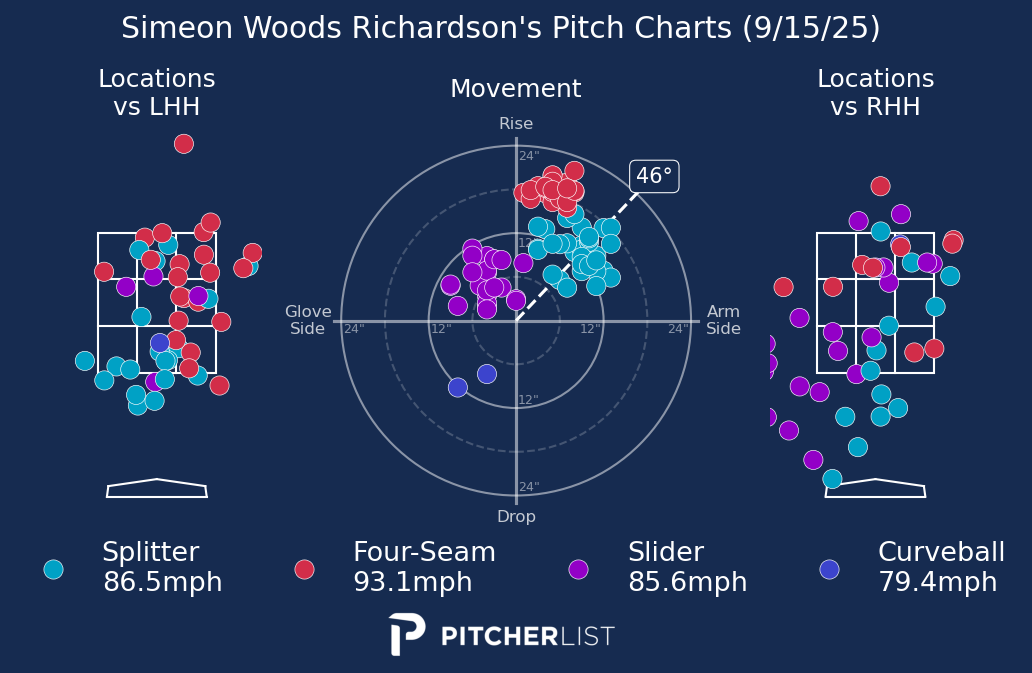 Simeon Woods Richardson's Pitch Charts (9/15/25)
Locations
vs LHH
Movement
Locations
vs RHH
Rise
24"
46°
12"
Glove
Side
24"
12"
12"
24"
Arm
Side
12"
24"
Drop
Splitter
86.5mph
Four-Seam
93.1mph
Slider
85.6mph
Curveball
79.4mph
PITCHERLIST